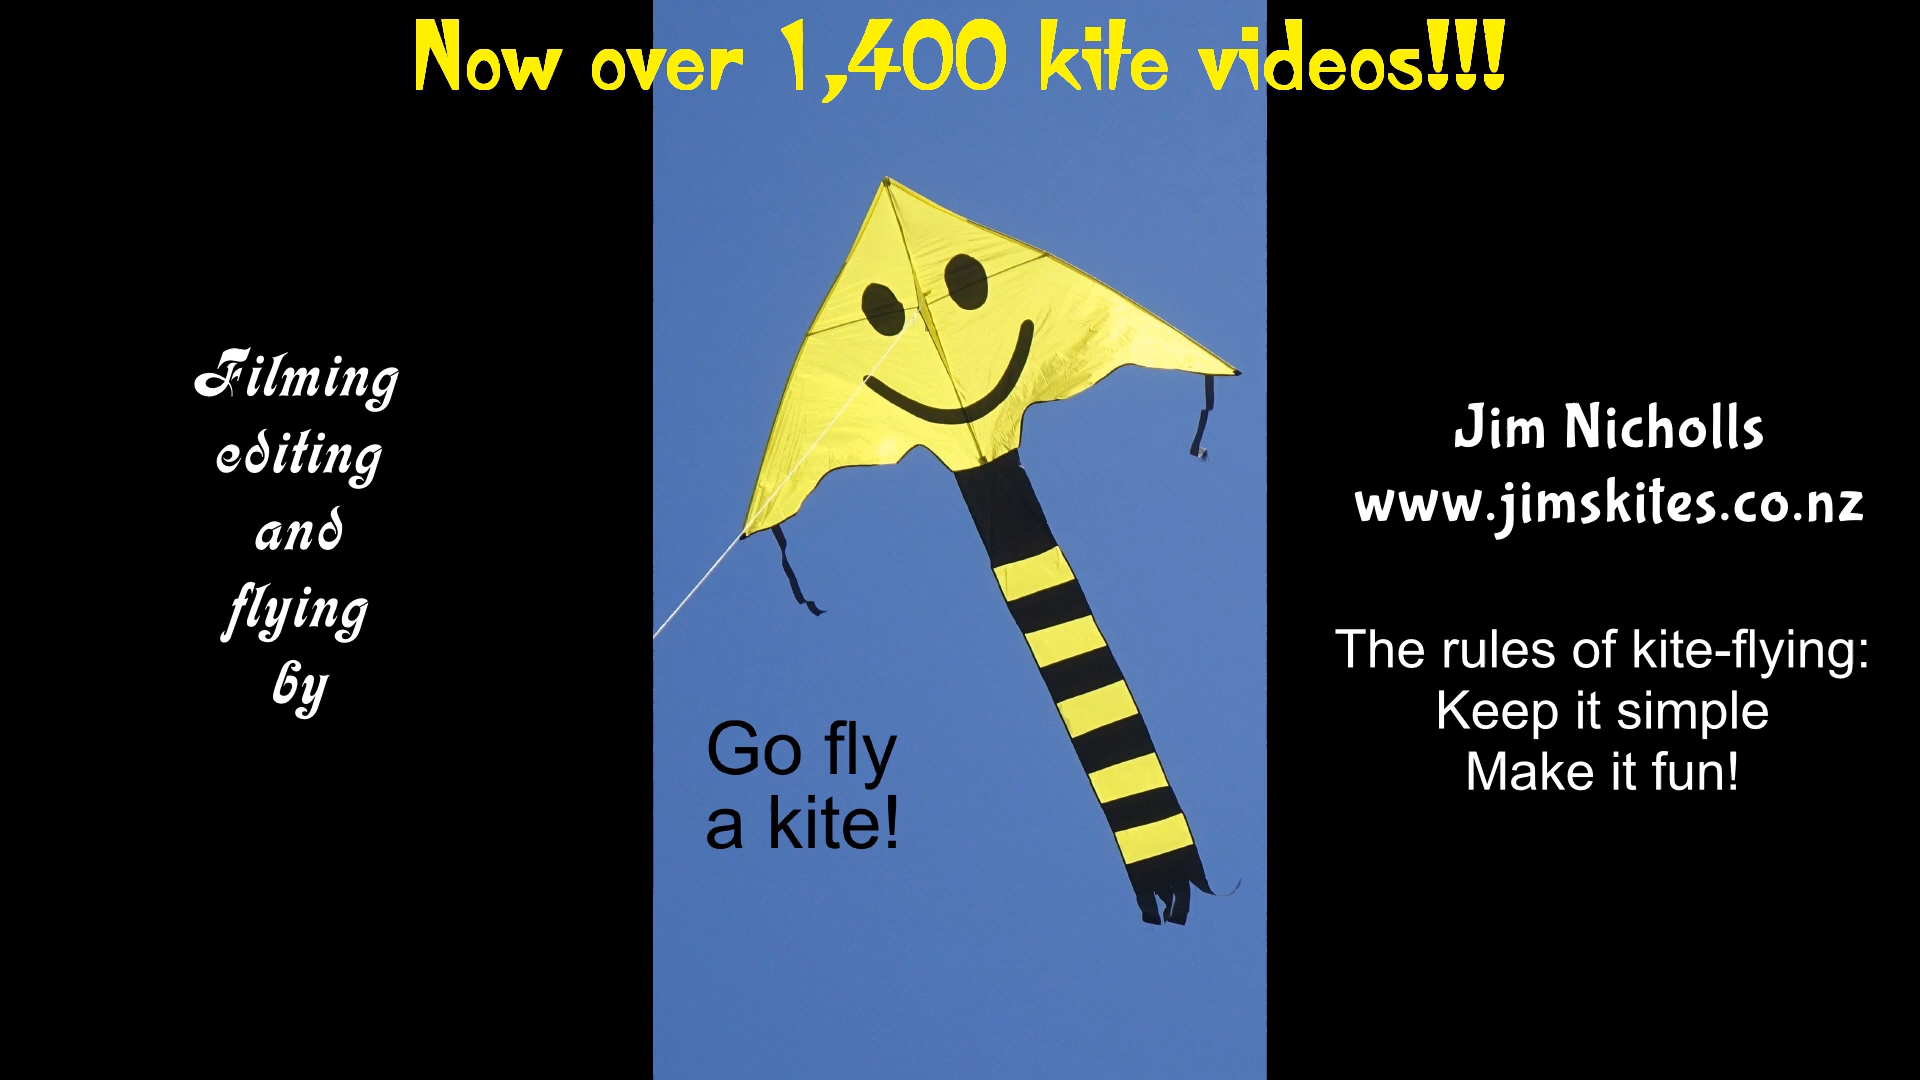 Now over 1,400 kite videos!!!
Filming
editing
and
flying
by
Jim Nicholls
www.jimskites.co.nz
The rules of kite-flying:
Keep it simple
Make it fun!
Go fly
a kite!